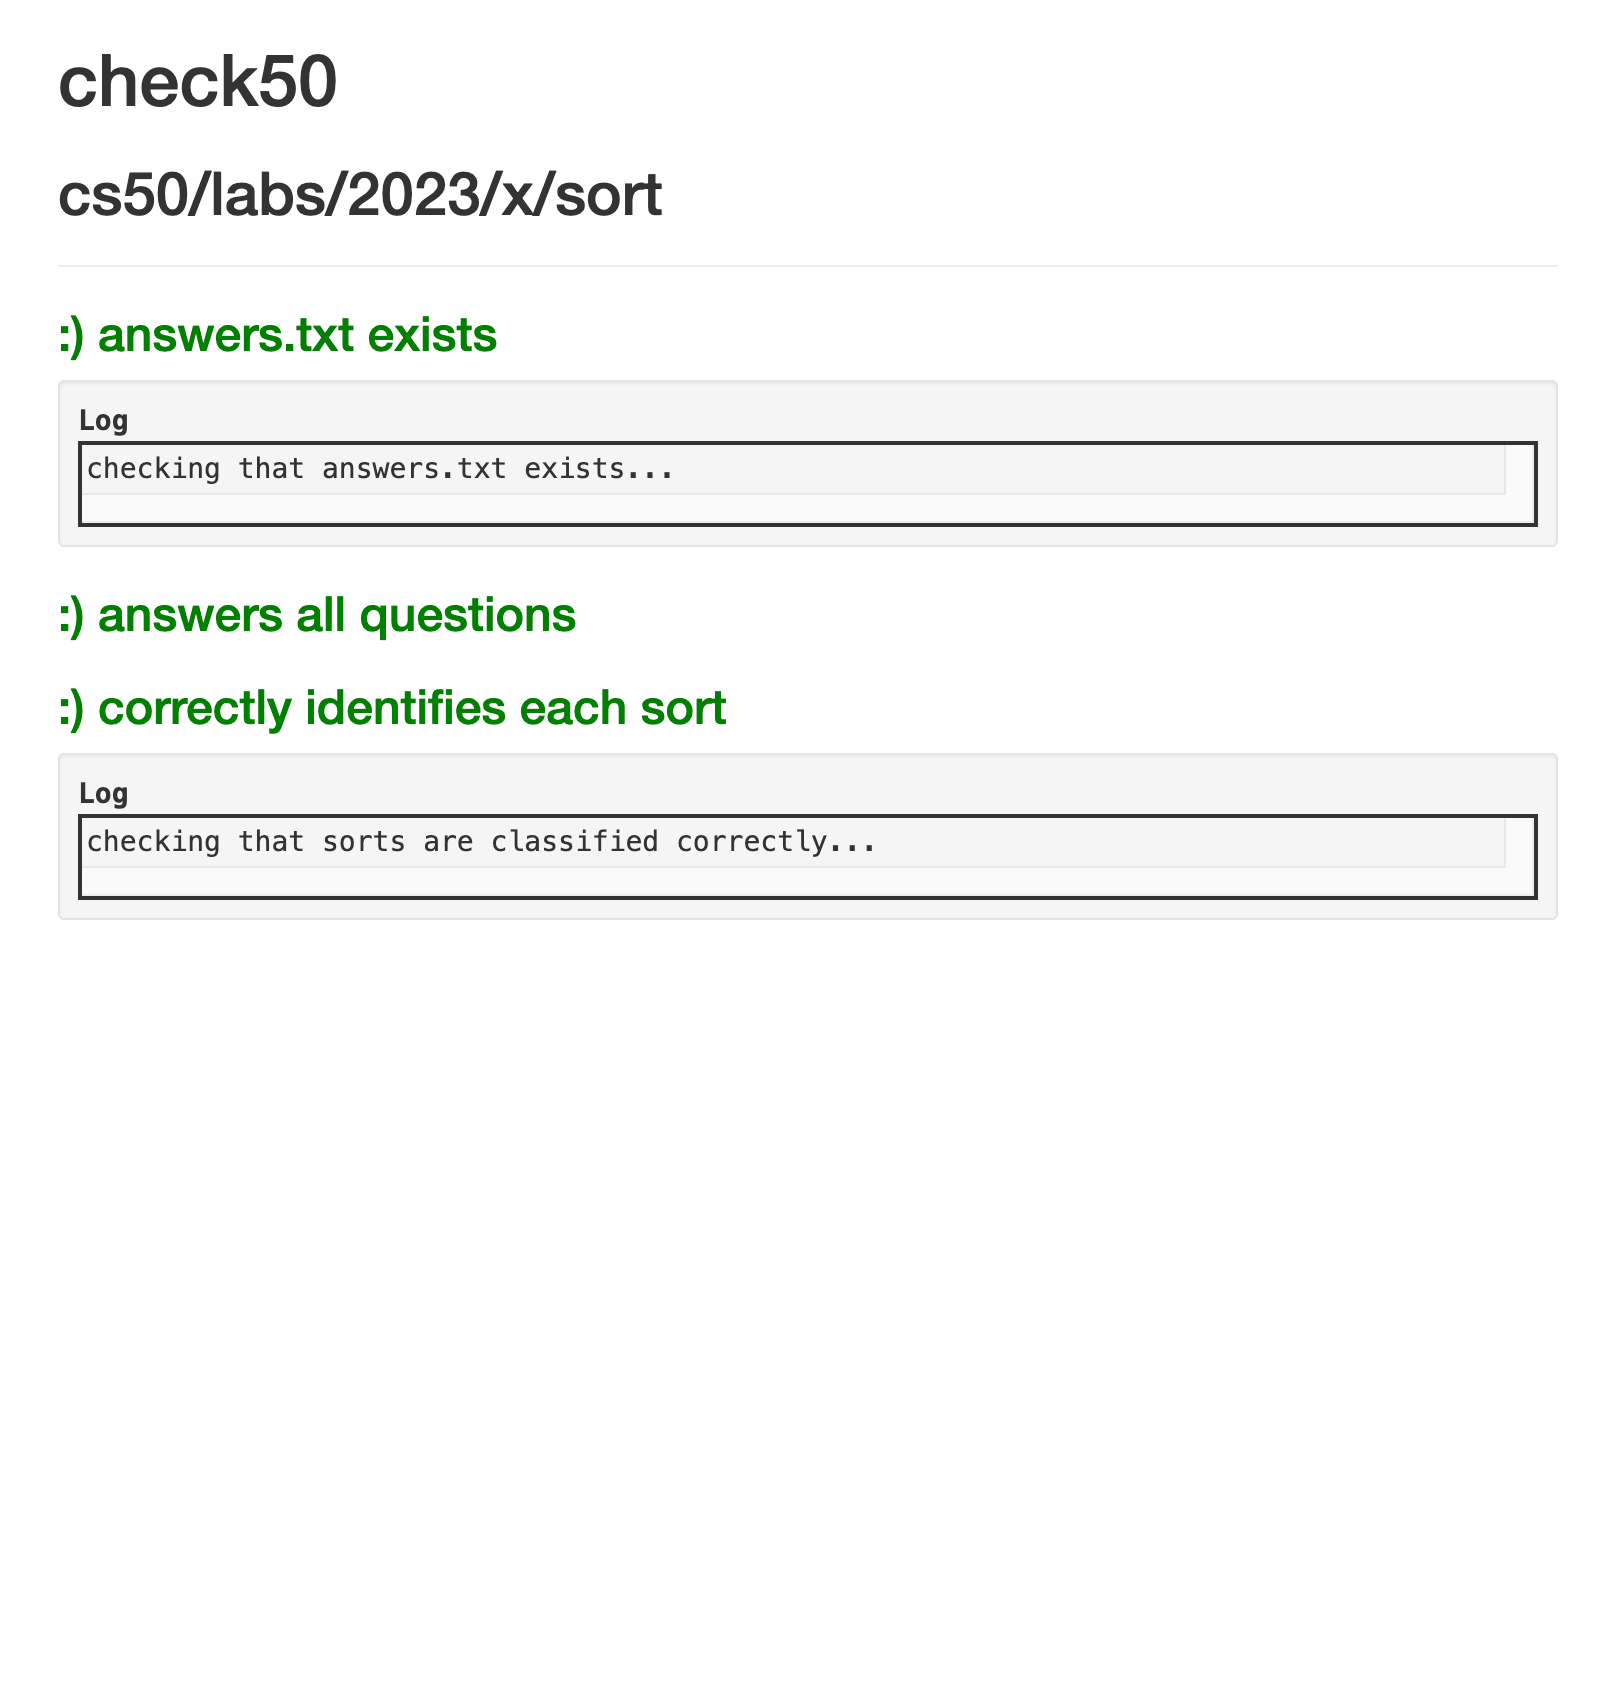 check50
cs50/labs/2023/x/sort
:) answers.txt exists
Log
checking that answers.txt exists...
:) answers all questions
:) correctly identifies each sort
Log
checking that sorts are classified correctly...